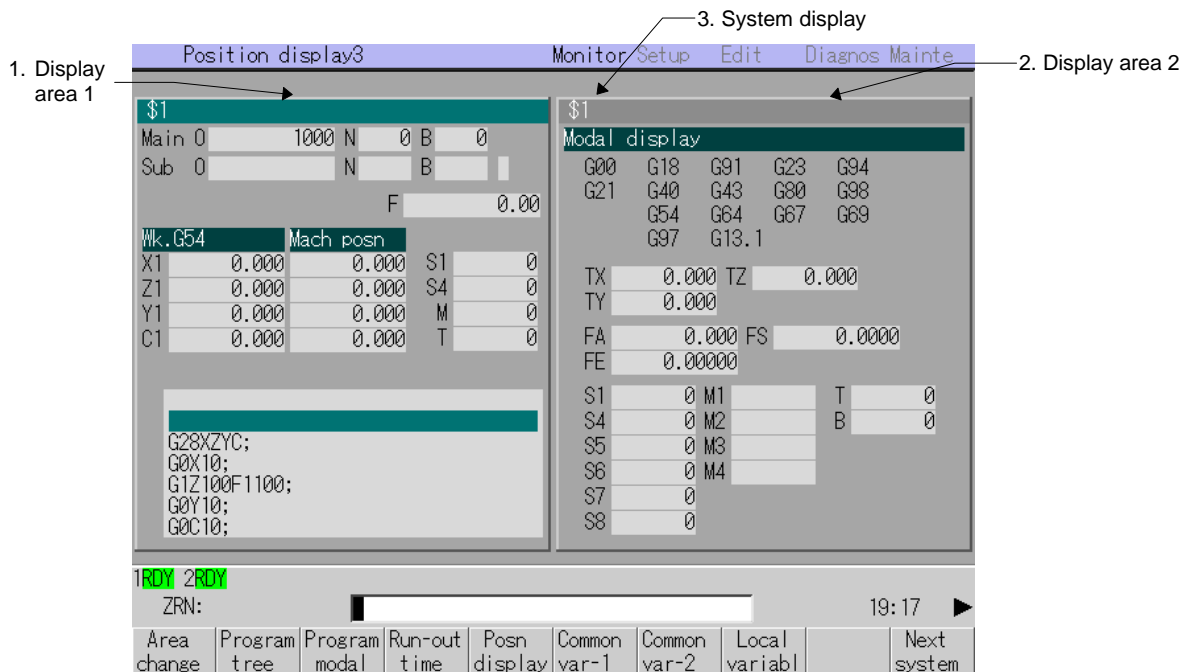 3. System display
1. Display area 1
2. Display area 2
Position display3 Monitor Setup Edit Diagnos Mainte
$1
Main O 1000 N 0 B 0
Sub O N B
F 0.00
Wk.G54 Mach posn
X1 0.000 0.000 S1 0
Z1 0.000 0.000 S4 0
Y1 0.000 0.000 M 0
C1 0.000 0.000 T 0
G28XZYC;
G0X10;
G1Z100F1100;
G0Y10;
G0C10;
$1
Modal display
G00 G18 G91 G23 G94
G21 G40 G43 G80 G98
G54 G64 G67 G69
G97 G13.1
TX 0.000 TZ 0.000
TY 0.000
FA 0.000 FS 0.0000
FE 0.00000
S1 0 M1 T 0
S4 0 M2 B 0
S5 0 M3
S6 0 M4
S7 0
S8 0
1RDY 2RDY
ZRN: 19:17
Area change
Program tree
Program modal
Run-out time
Posn display
Common var-1
Common var-2
Local variabl
Next system